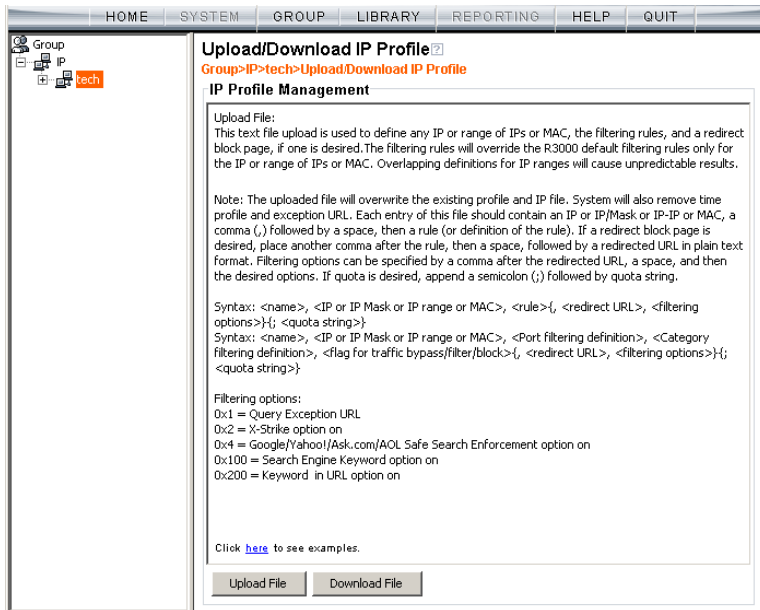 HOME SYSTEM GROUP LIBRARY REPORTING HELP QUIT
Group
IP
tech
Upload/Download IP Profile?
Group>IP>tech>Upload/Download IP Profile
IP Profile Management
Upload File:
This text file upload is used to define any IP or range of IPs or MAC, the filtering rules, and a redirect
block page, if one is desired.The filtering rules will override the R3000 default filtering rules only for
the IP or range of IPs or MAC. Overlapping definitions for IP ranges will cause unpredictable results.
Note: The uploaded file will overwrite the existing profile and IP file. System will also remove time
profile and exception URL. Each entry of this file should contain an IP or IP/Mask or IP-IP or MAC, a
comma (,) followed by a space, then a rule (or definition of the rule). If a redirect block page is
desired, place another comma after the rule, then a space, followed by a redirected URL in plain text
format. Filtering options can be specified by a comma after the redirected URL, a space, and then
the desired options. If quota is desired, append a semicolon (;) followed by quota string.
Syntax: <name>, <IP or IP Mask or IP range or MAC>, <rule>{, <redirect URL>, <filtering
options>}{; <quota string>}
Syntax: <name>, <IP or IP Mask or IP range or MAC>, <Port filtering definition>, <Category
filtering definition>, <flag for traffic bypass/filter/block>{, <redirect URL>, <filtering options>}{;
<quota string>}
Filtering options:
0x1 = Query Exception URL
0x2 = X-Strike option on
0x4 = Google/Yahoo!/Ask.com/AOL Safe Search Enforcement option on
0x100 = Search Engine Keyword option on
0x200 = Keyword in URL option on
Click here to see examples.
Upload File Download File